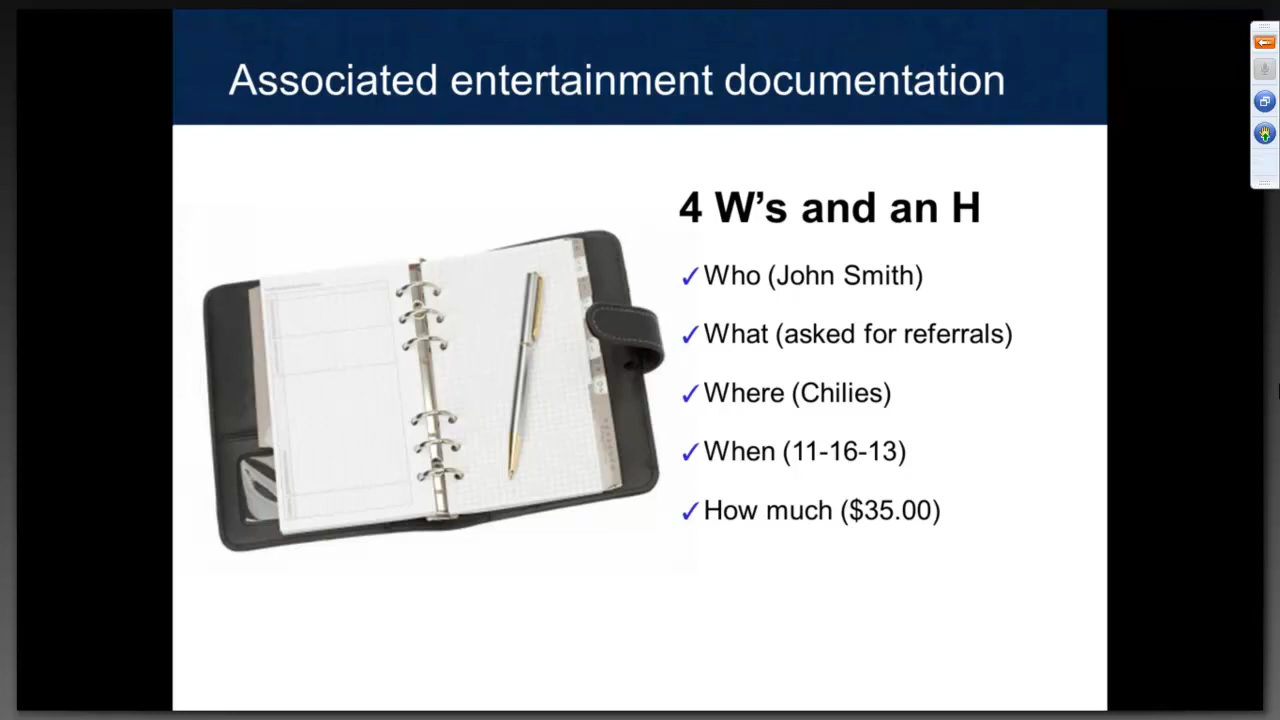 Associated entertainment documentation
4 W’s and an H
✓Who (John Smith)
✓What (asked for referrals)
✓Where (Chilies)
✓When (11-16-13)
✓How much ($35.00)